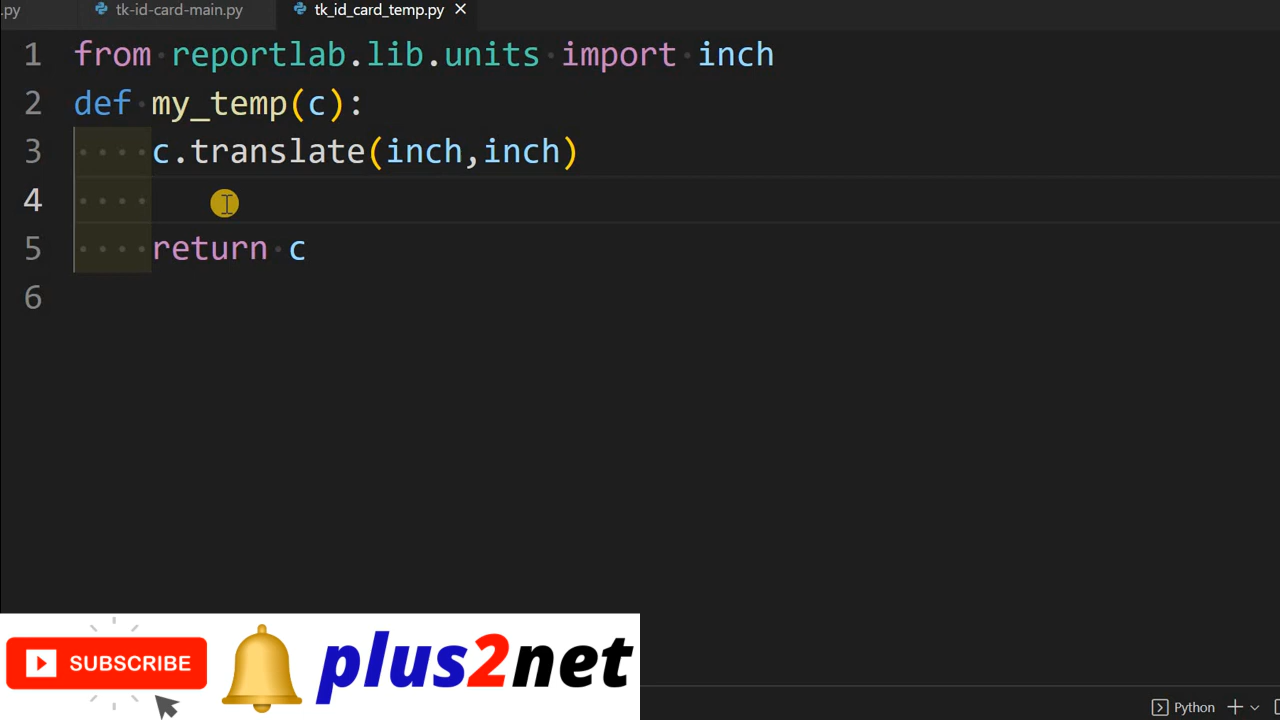 .py tk-id-card-main.py tk_id_card_temp.py
1 from reportlab.lib.units import inch
2 def my_temp(c):
3 c.translate(inch,inch)
4
5 return c
6
SUBSCRIBE plus2net
Python